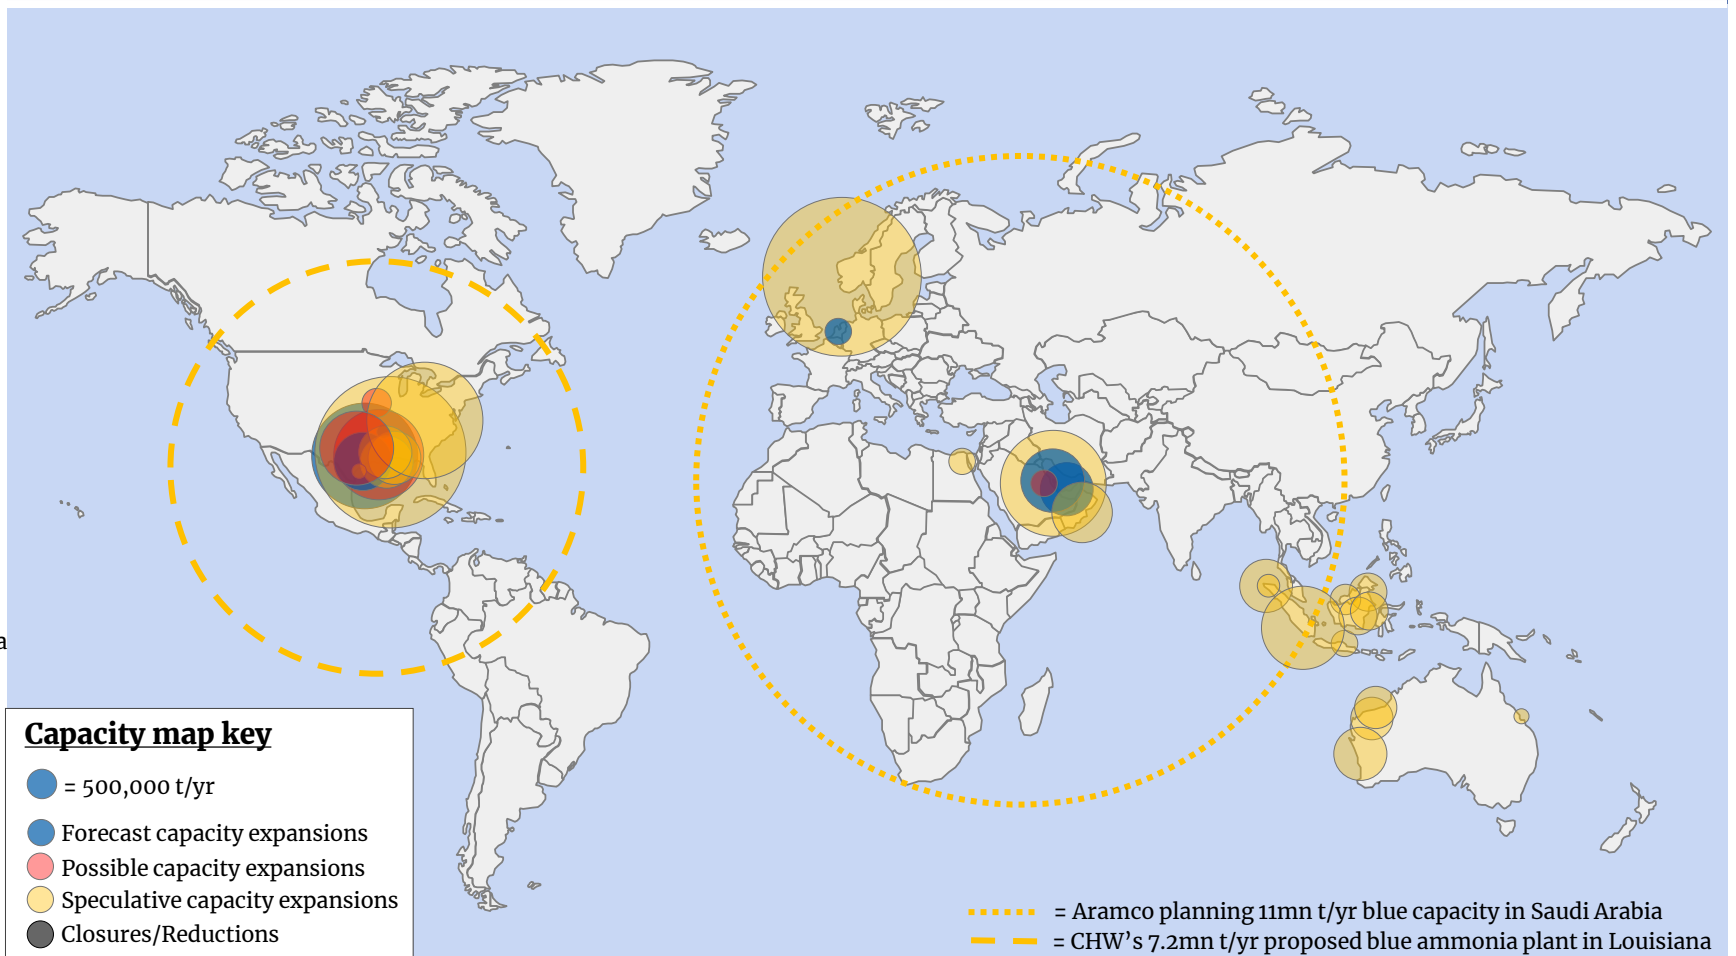 a
Capacity map key
= 500,000 t/yr
Forecast capacity expansions
Possible capacity expansions
Speculative capacity expansions
Closures/Reductions
= Aramco planning 11mn t/yr blue capacity in Saudi Arabia
= CHW’s 7.2mn t/yr proposed blue ammonia plant in Louisiana